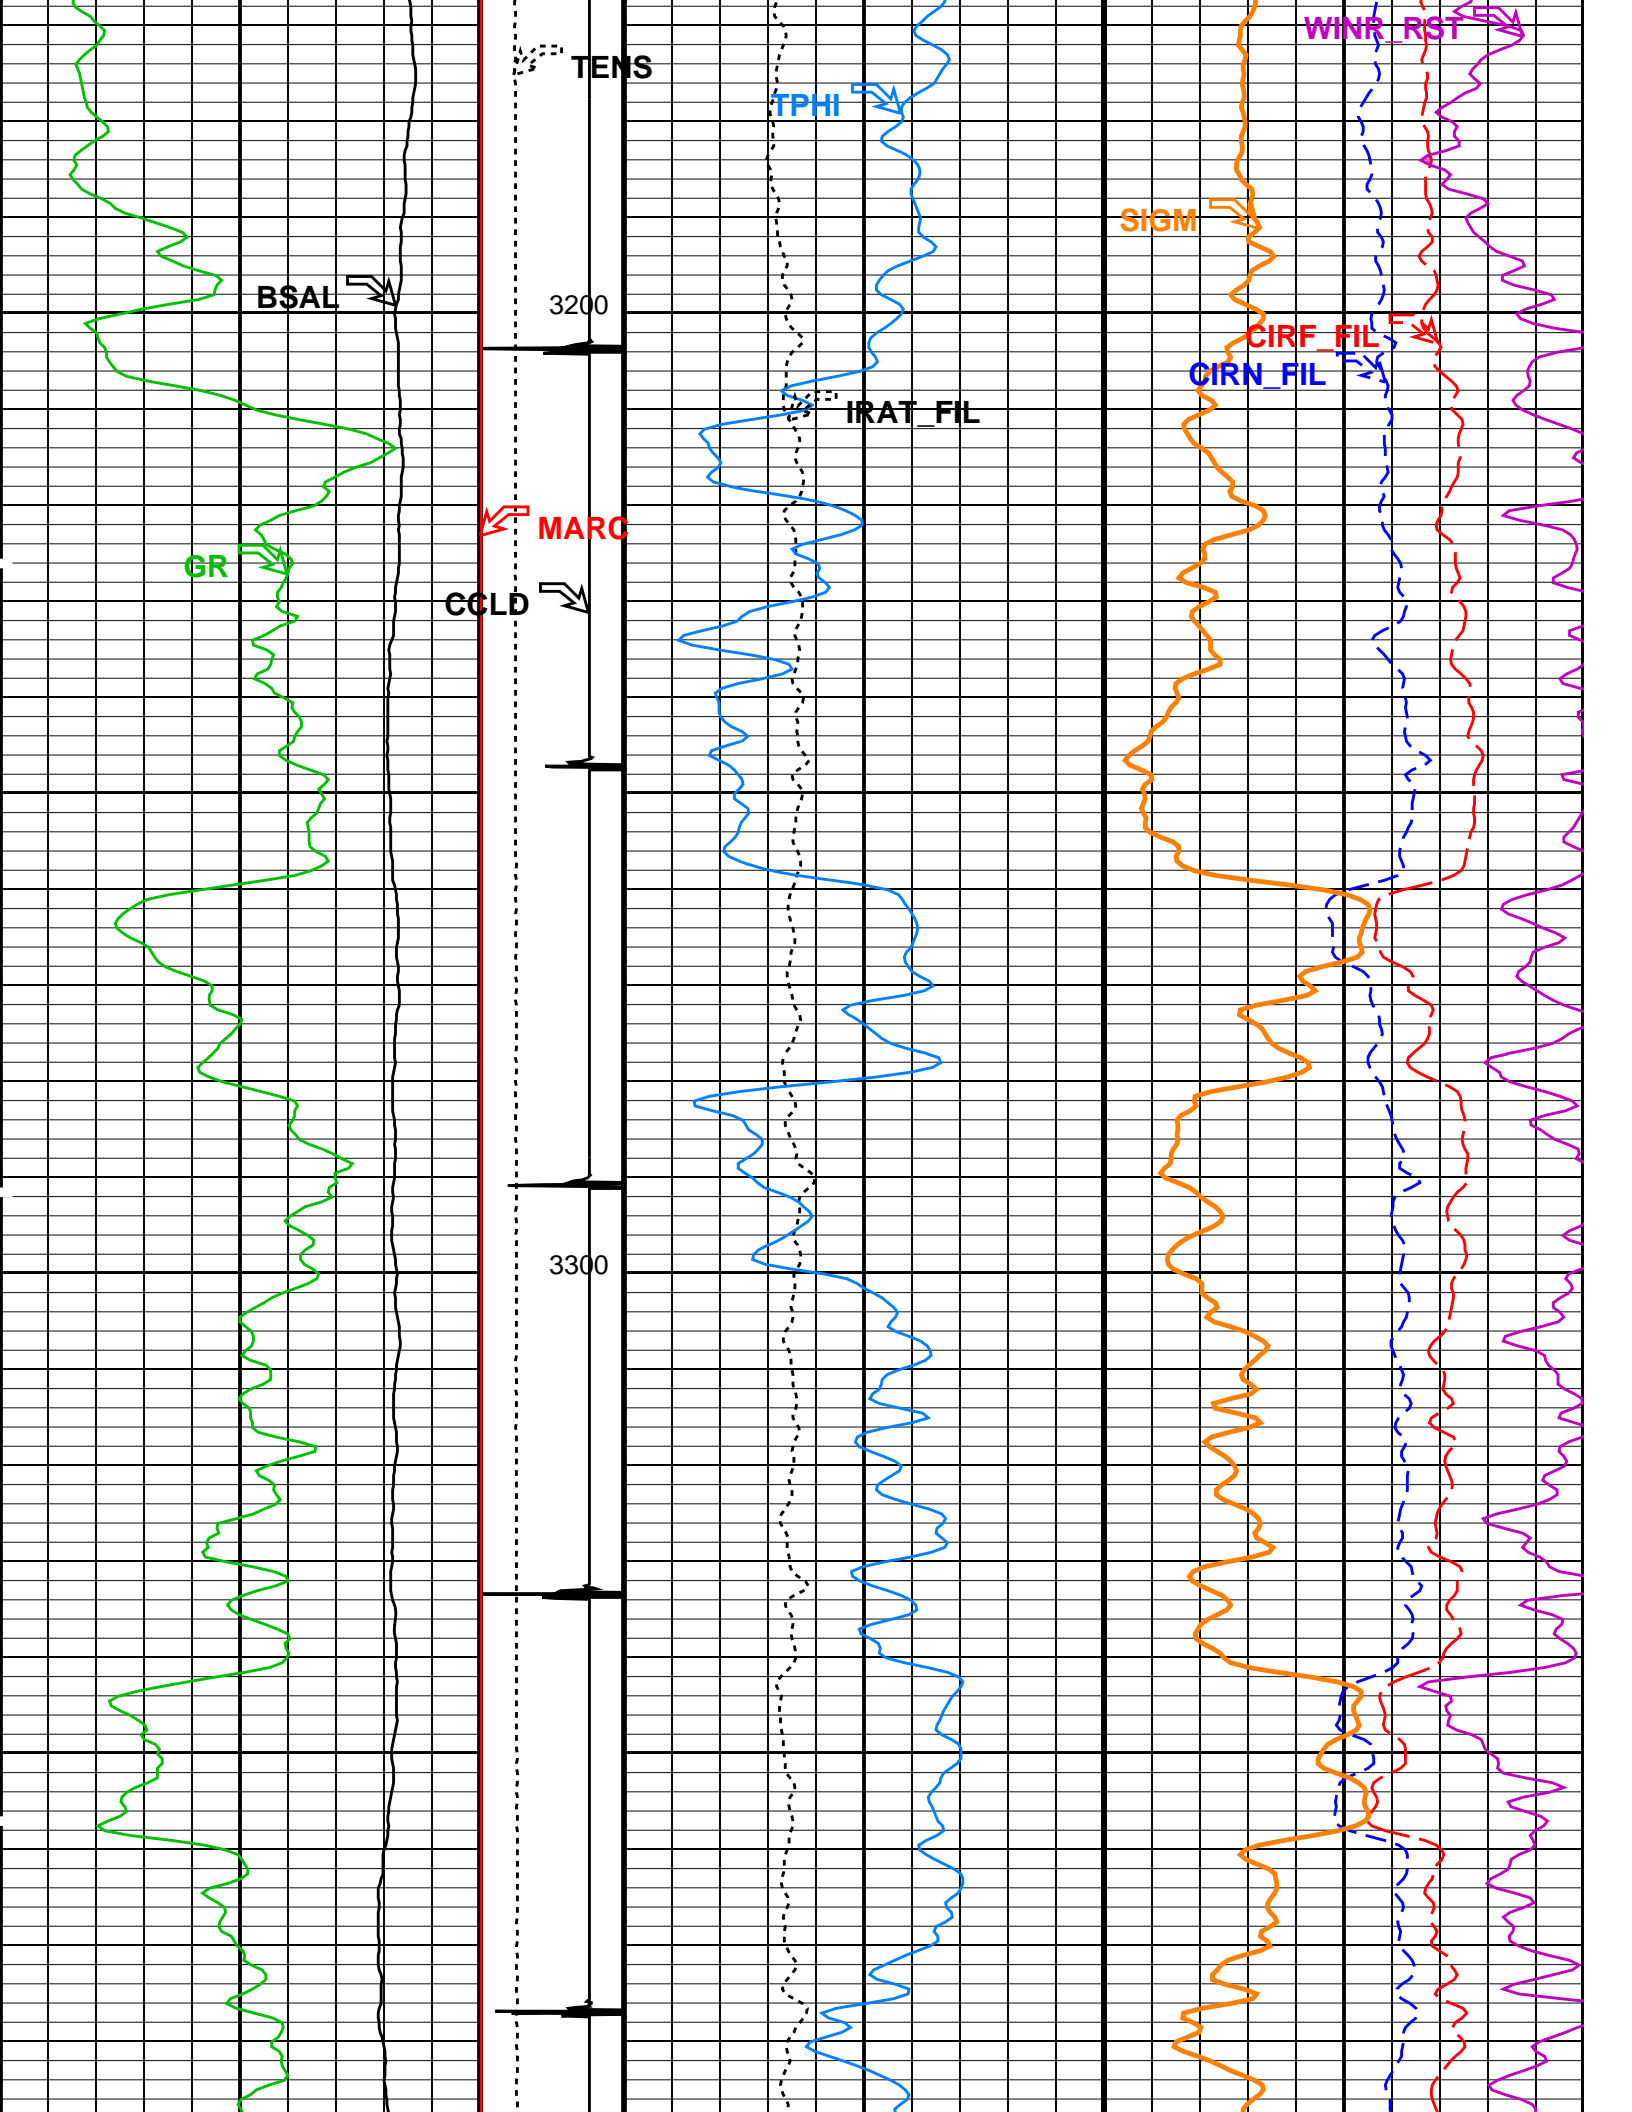 WINR_RST
TENS
TPHI
SIGM
BSAL
3200
CIRF_FIL
CIRN_FIL
IRAT_FIL
MARC
GR
CCLD
3300